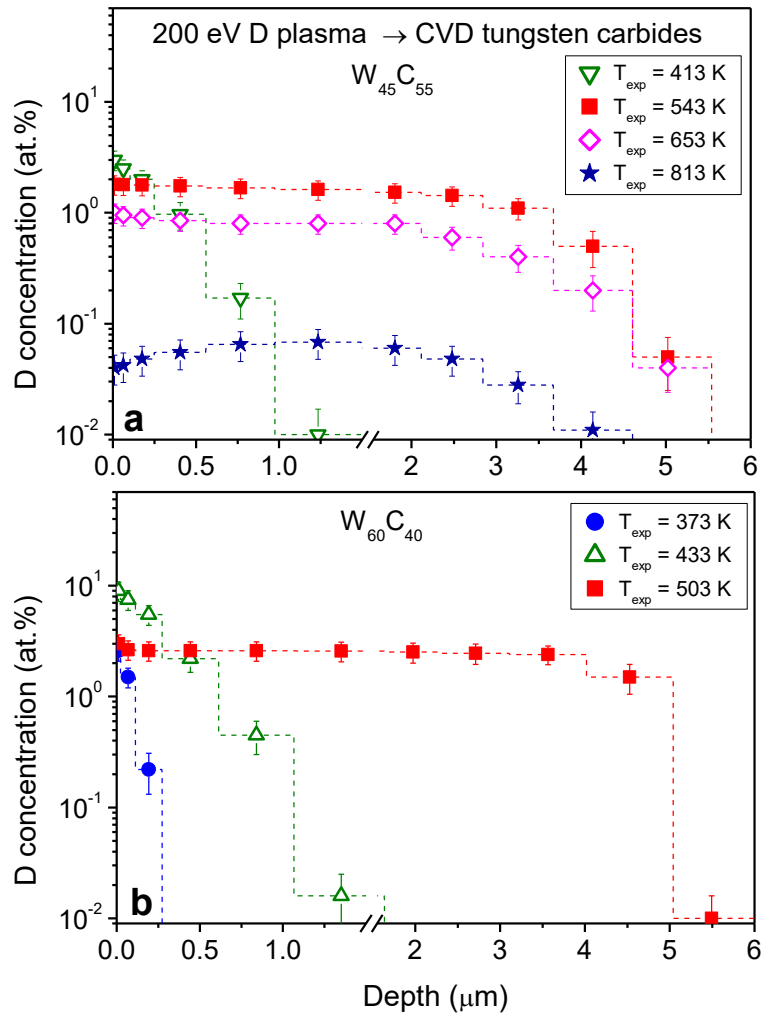 200 eV D plasma → CVD tungsten carbides
W45C55
Texp = 413 K
Texp = 543 K
Texp = 653 K
Texp = 813 K
D concentration (at.%)
10^1
10^0
10^-1
10^-2
a
0.0 0.5 1.0 2 3 4 5 6
W60C40
Texp = 373 K
Texp = 433 K
Texp = 503 K
D concentration (at.%)
10^1
10^0
10^-1
10^-2
b
0.0 0.5 1.0 2 3 4 5 6
Depth (μm)